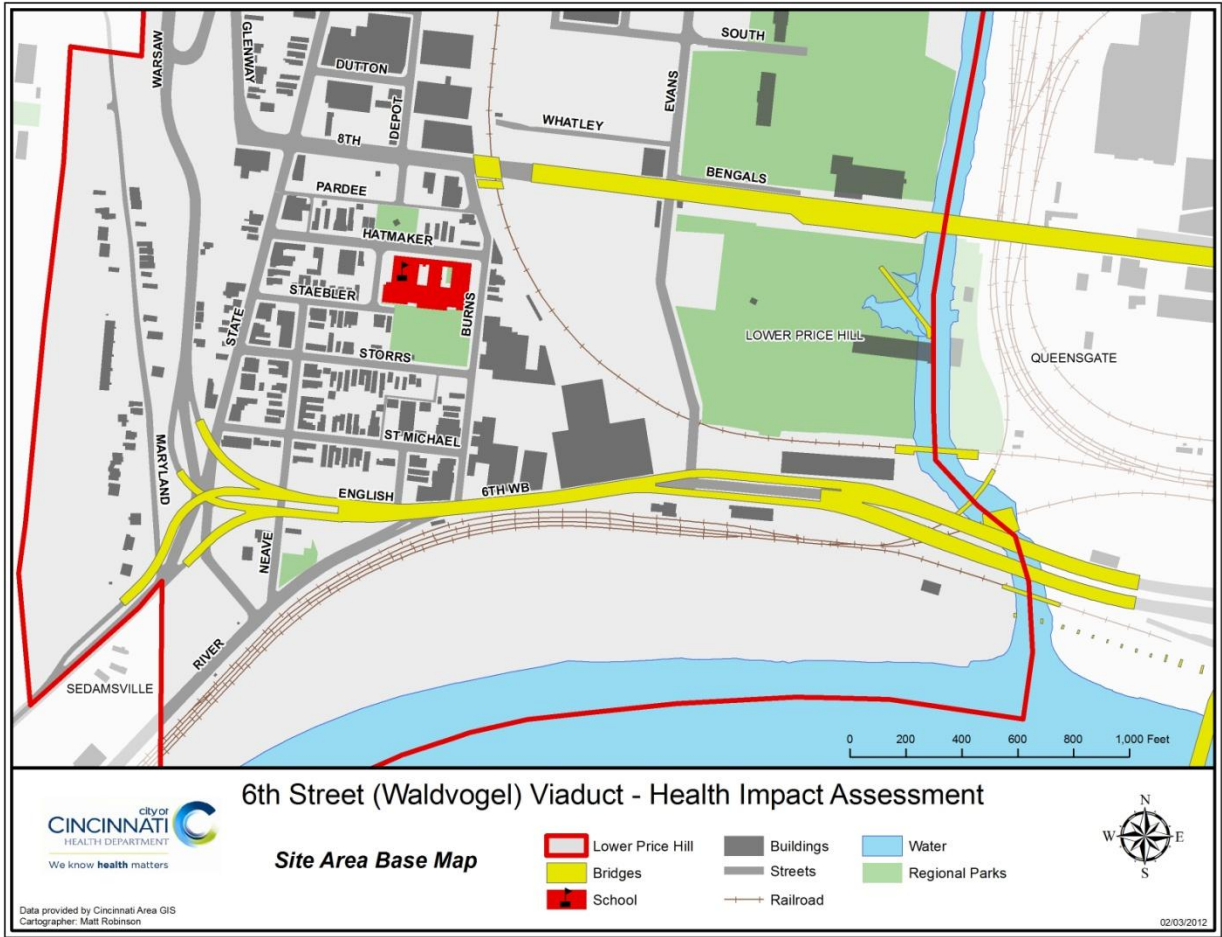 WARSAW
GLENWAY
SOUTH
DUTTON
DEPOT
EVANS
WHATLEY
8TH
BENGALS
PARDEE
HATMAKER
STAEBLER
STATE
BURNS
LOWER PRICE HILL
QUEENSGATE
STORRS
ST MICHAEL
MARYLAND
ENGLISH
6TH WB
NEAVE
RIVER
SEDAMSVILLE
0 200 400 600 800 1,000 Feet
city of
CINCINNATI
HEALTH DEPARTMENT
We know health matters
6th Street (Waldvogel) Viaduct - Health Impact Assessment
Site Area Base Map
Lower Price Hill
Bridges
School
Buildings
Streets
Railroad
Water
Regional Parks
N
W E
S
Data provided by Cincinnati Area GIS
Cartographer: Matt Robinson
02/03/2012